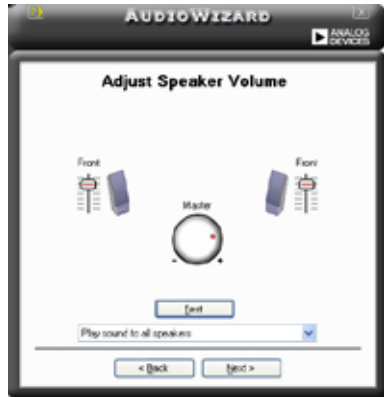 AUDIOWIZARD
ANALOG
DEVICES
Adjust Speaker Volume
Front
Front
Master
- +
Test
Play sound to all speakers
< Back
Next >